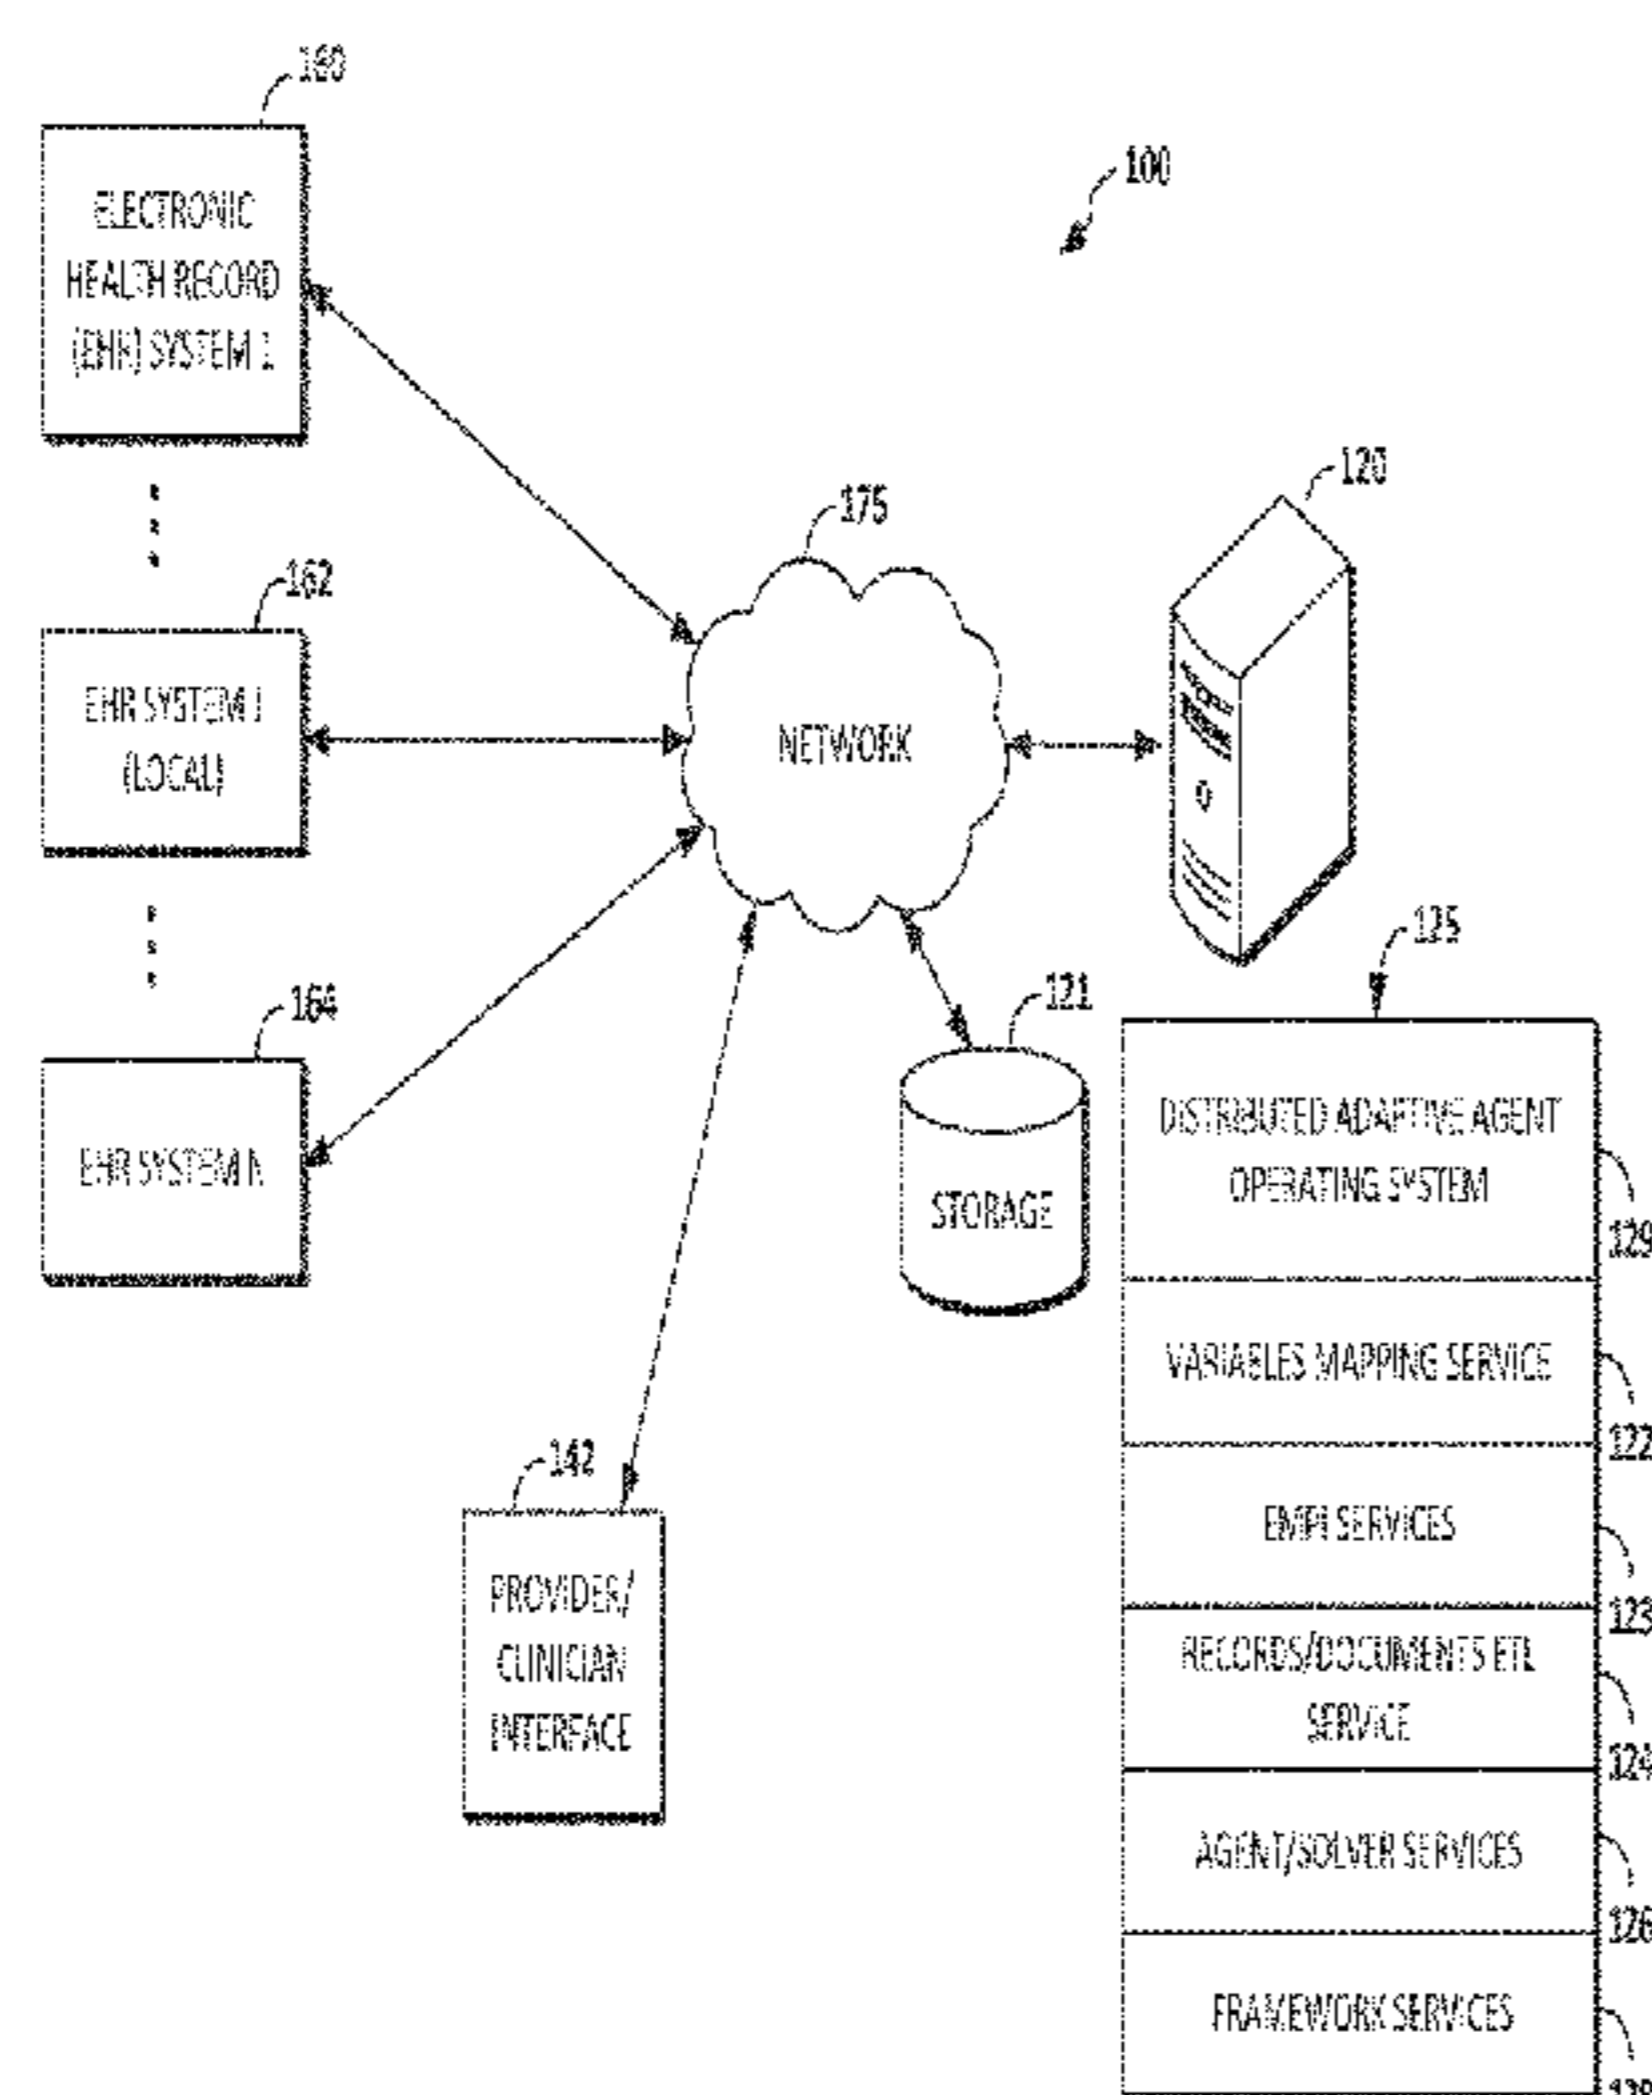 160
100
ELECTRONIC
HEALTH RECORD
(EHR) SYSTEM 1
120
175
162
EHR SYSTEM
(LOCAL)
NETWORK
125
164
121
DISTRIBUTED ADAPTIVE AGENT
OPERATING SYSTEM
EHR SYSTEM N
STORAGE
129
VARIABLES MAPPING SERVICE
122
142
EMPI SERVICES
PROVIDER/
CLINICIAN
INTERFACE
123
RECORDS/DOCUMENTS ETL
SERVICE
124
AGENT/SOLVER SERVICES
126
FRAMEWORK SERVICES